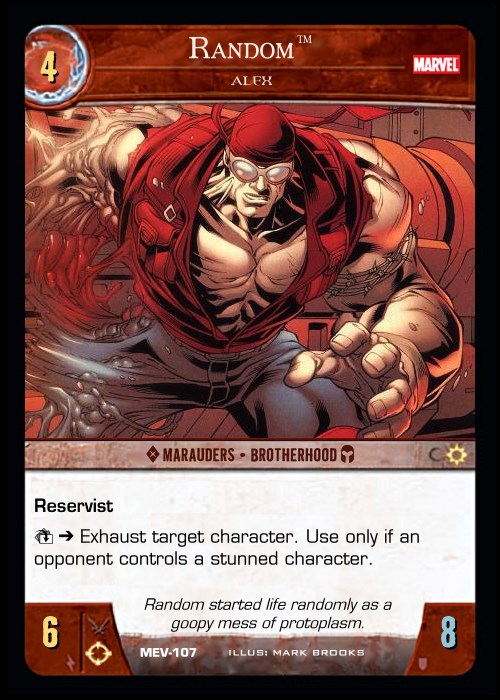 4
RANDOM™
ALEX
MARVEL
MARAUDERS • BROTHERHOOD
C
Reservist
➔ Exhaust target character. Use only if an
opponent controls a stunned character.
Random started life randomly as a
goopy mess of protoplasm.
6
8
MEV-107 ILLUS: MARK BROOKS